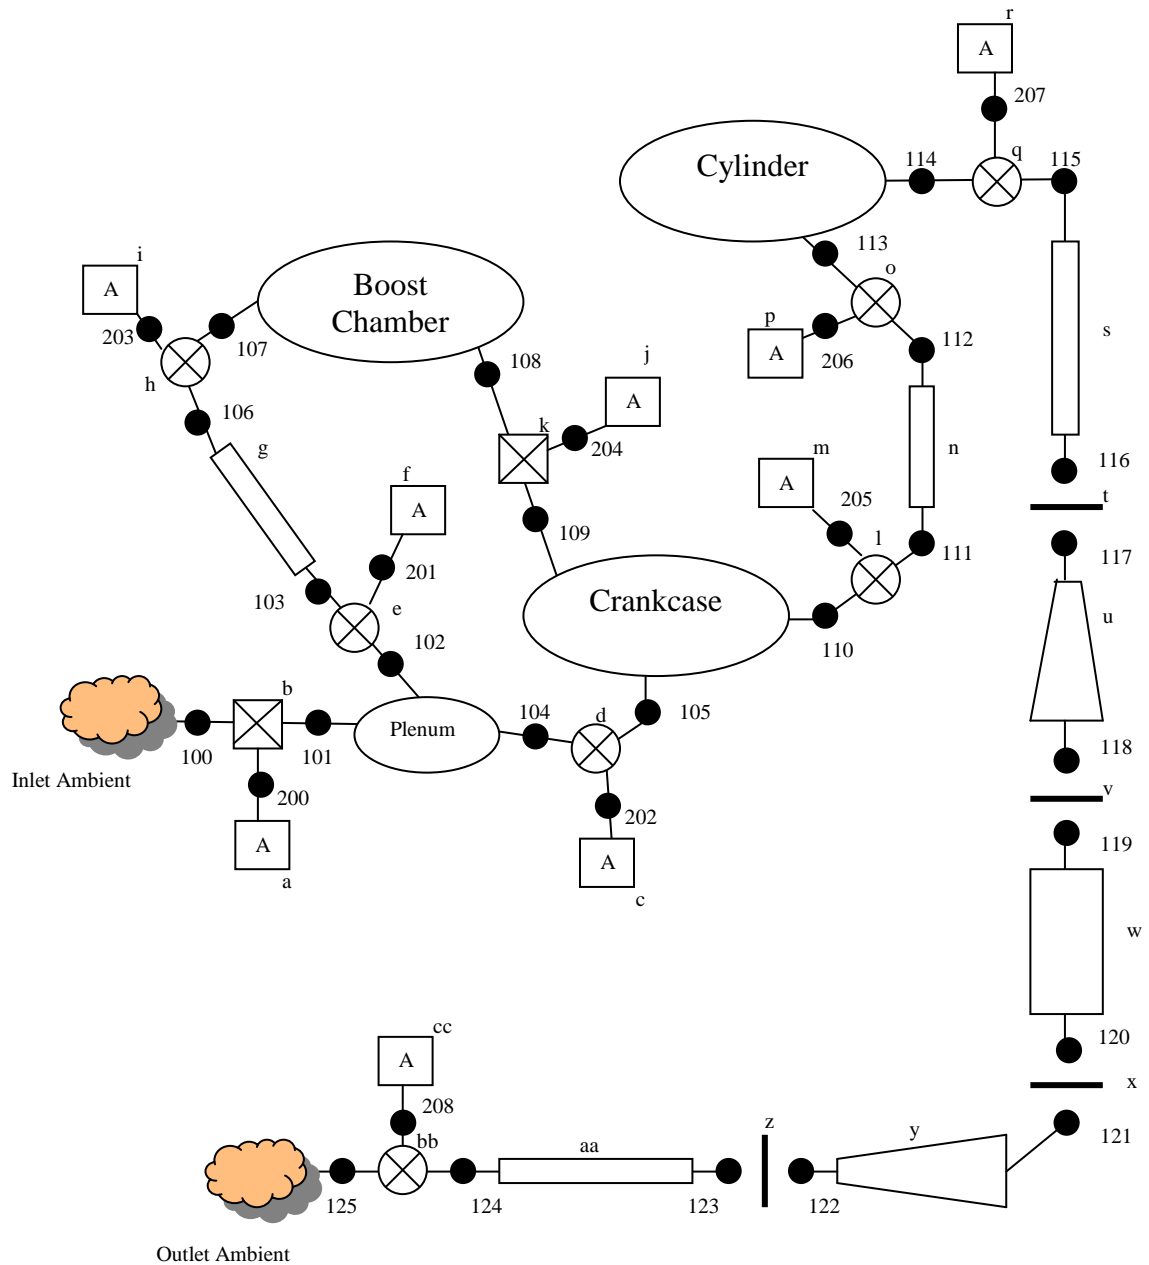 r
A
207
Cylinder
114
q
115
113
o
i
A
203
107
h
Boost
Chamber
108
j
A
p
A
206
112
s
106
g
k
204
f
A
m
A
205
n
116
t
109
l
111
117
201
103
e
Crankcase
u
102
110
b
Plenum
104
d
105
118
100
101
Inlet Ambient
200
v
202
119
A
a
A
c
w
cc
A
120
x
208
bb
aa
z
y
121
125
124
123
122
Outlet Ambient